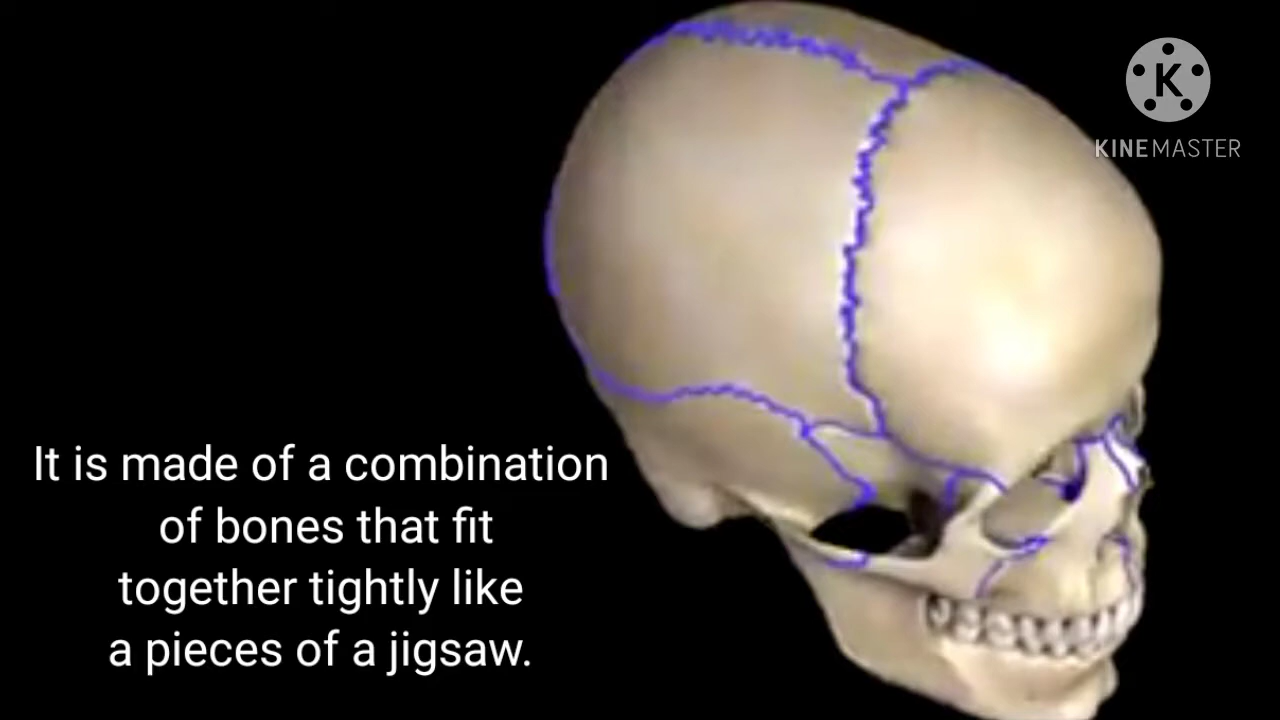 K
KINEMASTER
It is made of a combination
of bones that fit
together tightly like
a pieces of a jigsaw.